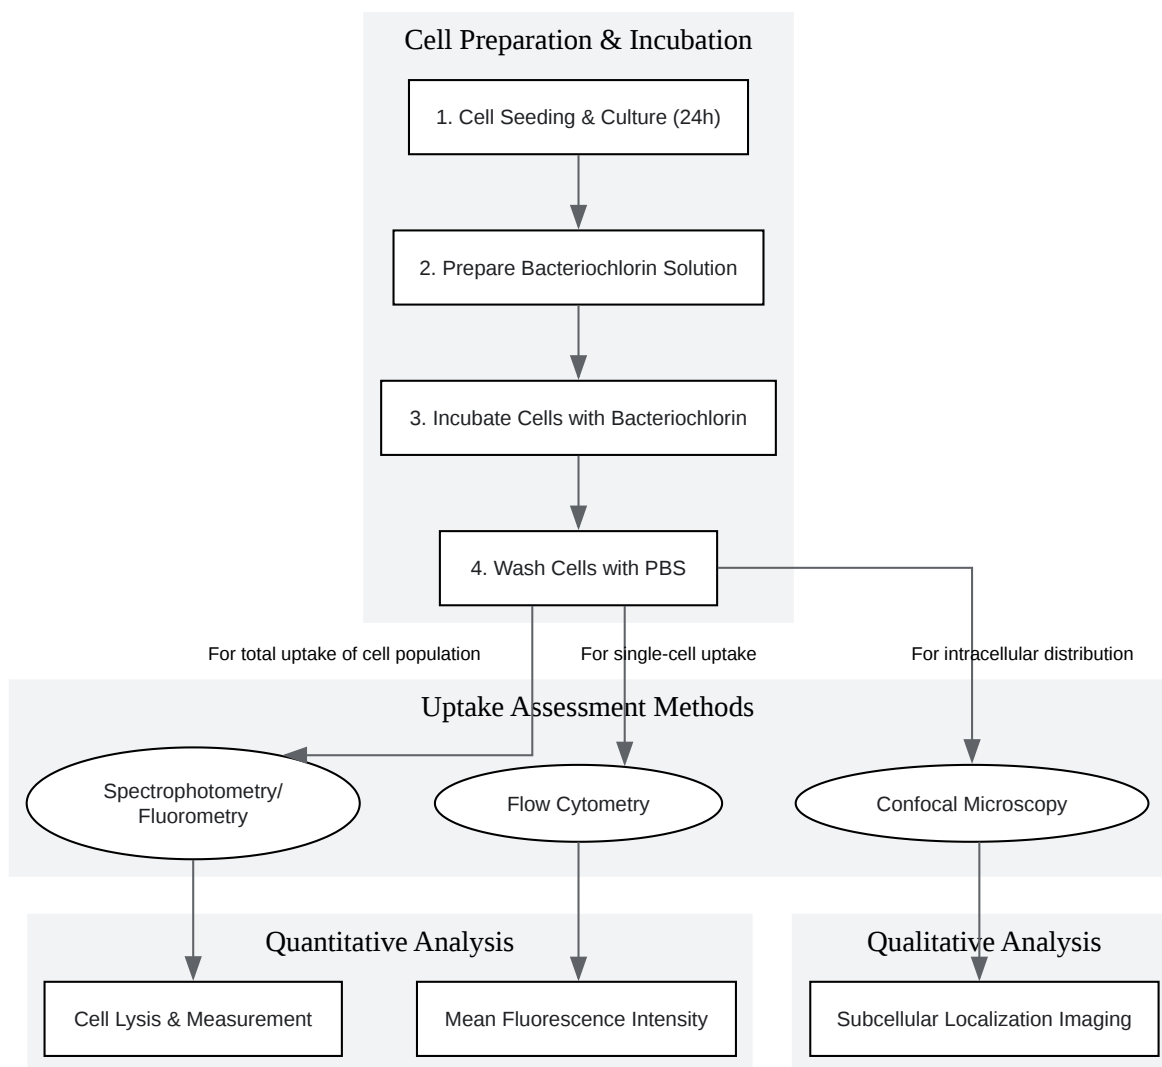 Cell Preparation & Incubation
1. Cell Seeding & Culture (24h)
2. Prepare Bacteriochlorin Solution
3. Incubate Cells with Bacteriochlorin
4. Wash Cells with PBS
For total uptake of cell population
For single-cell uptake
For intracellular distribution
Uptake Assessment Methods
Spectrophotometry/
Fluorometry
Flow Cytometry
Confocal Microscopy
Quantitative Analysis
Qualitative Analysis
Cell Lysis & Measurement
Mean Fluorescence Intensity
Subcellular Localization Imaging